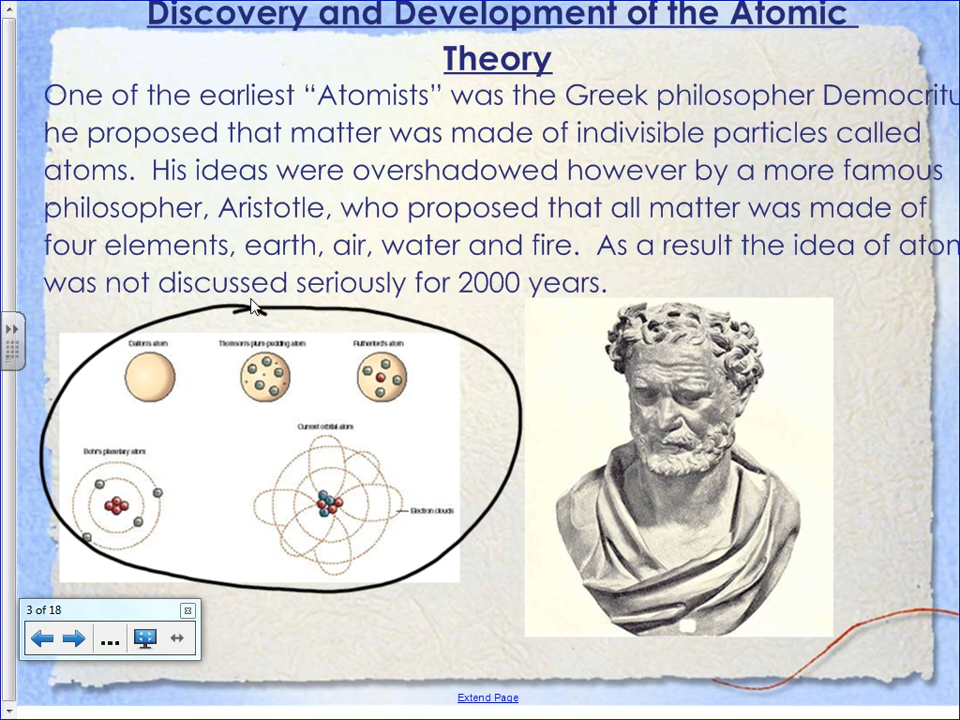 Discovery and Development of the Atomic
Theory
One of the earliest “Atomists” was the Greek philosopher Democritu
he proposed that matter was made of indivisible particles called
atoms.  His ideas were overshadowed however by a more famous
philosopher, Aristotle, who proposed that all matter was made of
four elements, earth, air, water and fire.  As a result the idea of atom
was not discussed seriously for 2000 years.
Dalton's atom
Thomson's plum-pudding atom
Rutherford's atom
Current orbital atom
Bohr's planetary atom
Electron clouds
3 of 18
...
Extend Page